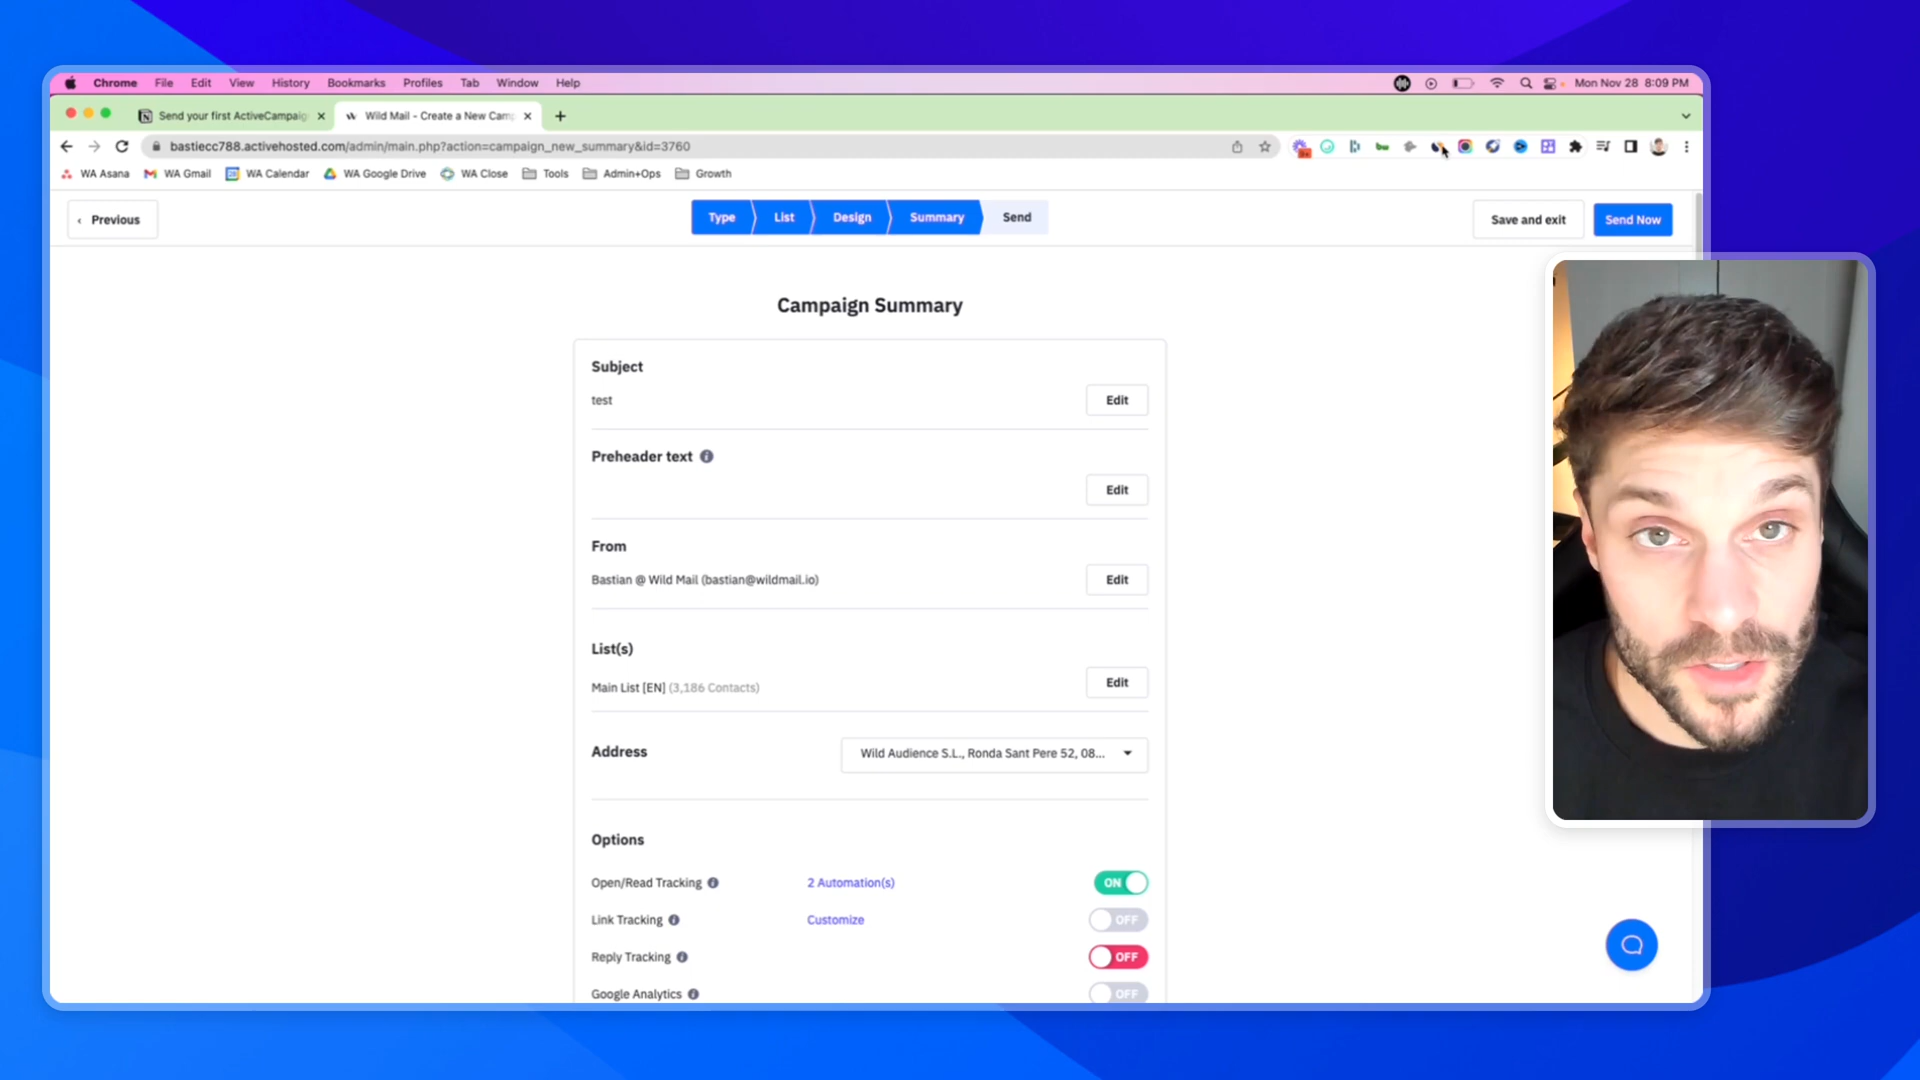 Chrome File Edit View History Bookmarks Profiles Tab Window Help Mon Nov 28 8:09 PM
Send your first ActiveCampaig Wild Mail - Create a New Camp
bastiecc788.activehosted.com/admin/main.php?action=campaign_new_summary&id=3760
WA Asana WA Gmail WA Calendar WA Google Drive WA Close Tools Admin+Ops Growth
Previous Type List Design Summary Send Save and exit Send Now
Campaign Summary
Subject
test Edit
Preheader text
Edit
From
Bastian @ Wild Mail (bastian@wildmail.io) Edit
List(s)
Main List [EN] (3,186 Contacts) Edit
Address Wild Audience S.L., Ronda Sant Pere 52, 08...
Options
Open/Read Tracking 2 Automation(s) ON
Link Tracking Customize OFF
Reply Tracking OFF
Google Analytics OFF